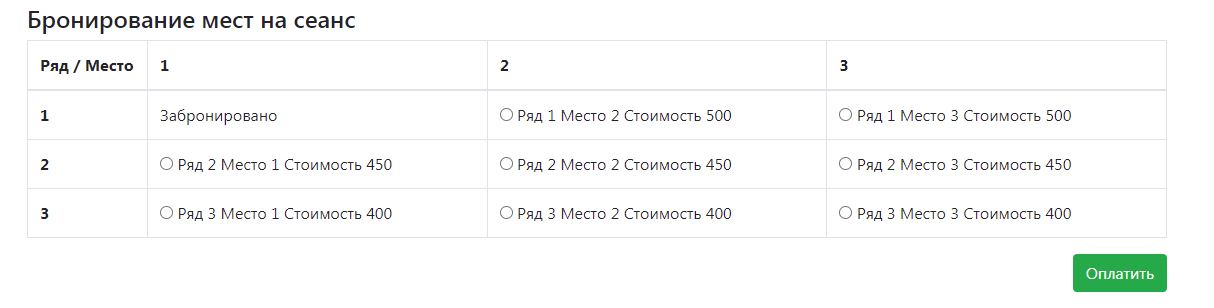 Бронирование мест на сеанс
Ряд / Место 1 2 3
1 Забронировано Ряд 1 Место 2 Стоимость 500 Ряд 1 Место 3 Стоимость 500
2 Ряд 2 Место 1 Стоимость 450 Ряд 2 Место 2 Стоимость 450 Ряд 2 Место 3 Стоимость 450
3 Ряд 3 Место 1 Стоимость 400 Ряд 3 Место 2 Стоимость 400 Ряд 3 Место 3 Стоимость 400
Оплатить